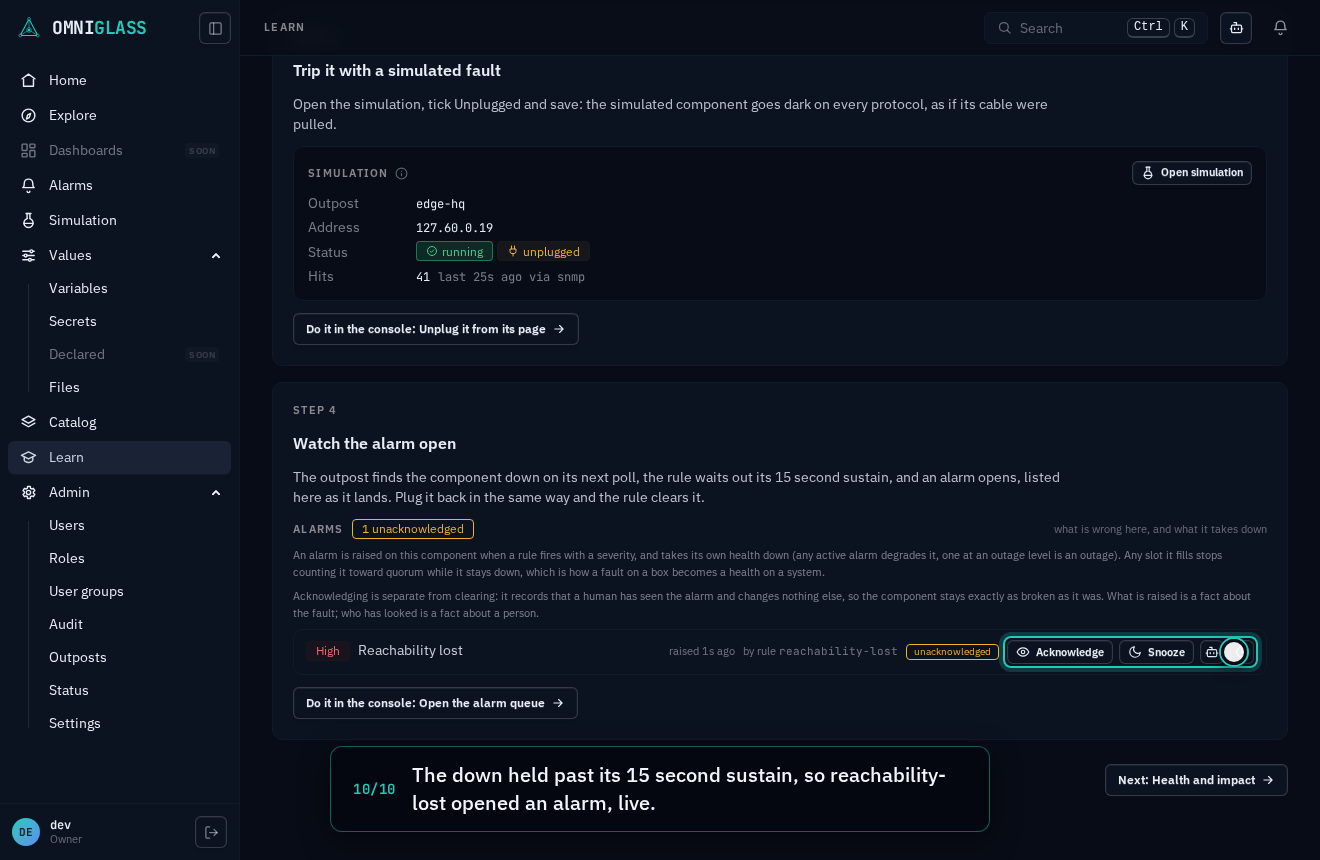 OMNIGLASS
LEARN
Search
Ctrl K
Home
Explore
Dashboards SOON
Alarms
Simulation
Values
Variables
Secrets
Declared SOON
Files
Catalog
Learn
Admin
Users
Roles
User groups
Audit
Outposts
Status
Settings
DE
dev
Owner
Trip it with a simulated fault
Open the simulation, tick Unplugged and save: the simulated component goes dark on every protocol, as if its cable were
pulled.
SIMULATION
Open simulation
Outpost edge-hq
Address 127.60.0.19
Status running unplugged
Hits 41 last 25s ago via snmp
Do it in the console: Unplug it from its page →
STEP 4
Watch the alarm open
The outpost finds the component down on its next poll, the rule waits out its 15 second sustain, and an alarm opens, listed
here as it lands. Plug it back in the same way and the rule clears it.
ALARMS 1 unacknowledged what is wrong here, and what it takes down
An alarm is raised on this component when a rule fires with a severity, and takes its own health down (any active alarm degrades it, one at an outage level is an outage). Any slot it fills stops
counting it toward quorum while it stays down, which is how a fault on a box becomes a health on a system.
Acknowledging is separate from clearing: it records that a human has seen the alarm and changes nothing else, so the component stays exactly as broken as it was. What is raised is a fact about
the fault; who has looked is a fact about a person.
High Reachability lost raised 1s ago by rule reachability-lost unacknowledged Acknowledge Snooze
Do it in the console: Open the alarm queue →
10/10
The down held past its 15 second sustain, so reachability-
lost opened an alarm, live.
Next: Health and impact →